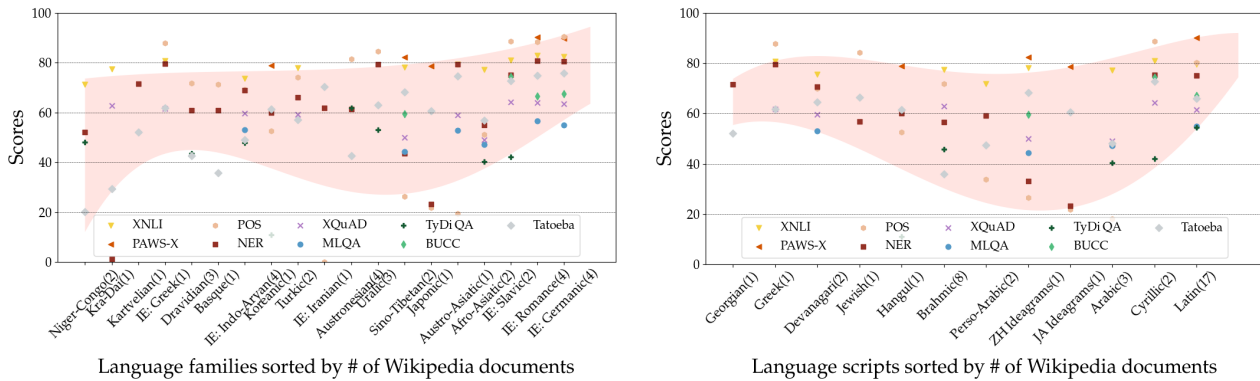 100
80
60
40
20
0
Scores
XNLI
PAWS-X
POS
NER
XQuAD
MLQA
TyDi QA
BUCC
Tatoeba
Niger-Congo(2)
Kra-Dai(1)
Kartvelian(1)
IE: Greek(1)
Dravidian(3)
Basque(1)
IE: Indo-Aryan(4)
Koreanic(1)
Turkic(2)
IE: Iranian(1)
Austronesian(4)
Uralic(3)
Sino-Tibetan(2)
Japonic(1)
Austro-Asiatic(1)
Afro-Asiatic(2)
IE: Slavic(2)
IE: Romance(4)
IE: Germanic(4)
Language families sorted by # of Wikipedia documents
100
80
60
40
20
0
Scores
XNLI
PAWS-X
POS
NER
XQuAD
MLQA
TyDi QA
BUCC
Tatoeba
Georgian(1)
Greek(1)
Devanagari(2)
Jewish(1)
Hangul(1)
Brahmic(8)
Perso-Arabic(2)
ZH Ideagrams(1)
JA Ideagrams(1)
Arabic(3)
Cyrillic(2)
Latin(17)
Language scripts sorted by # of Wikipedia documents